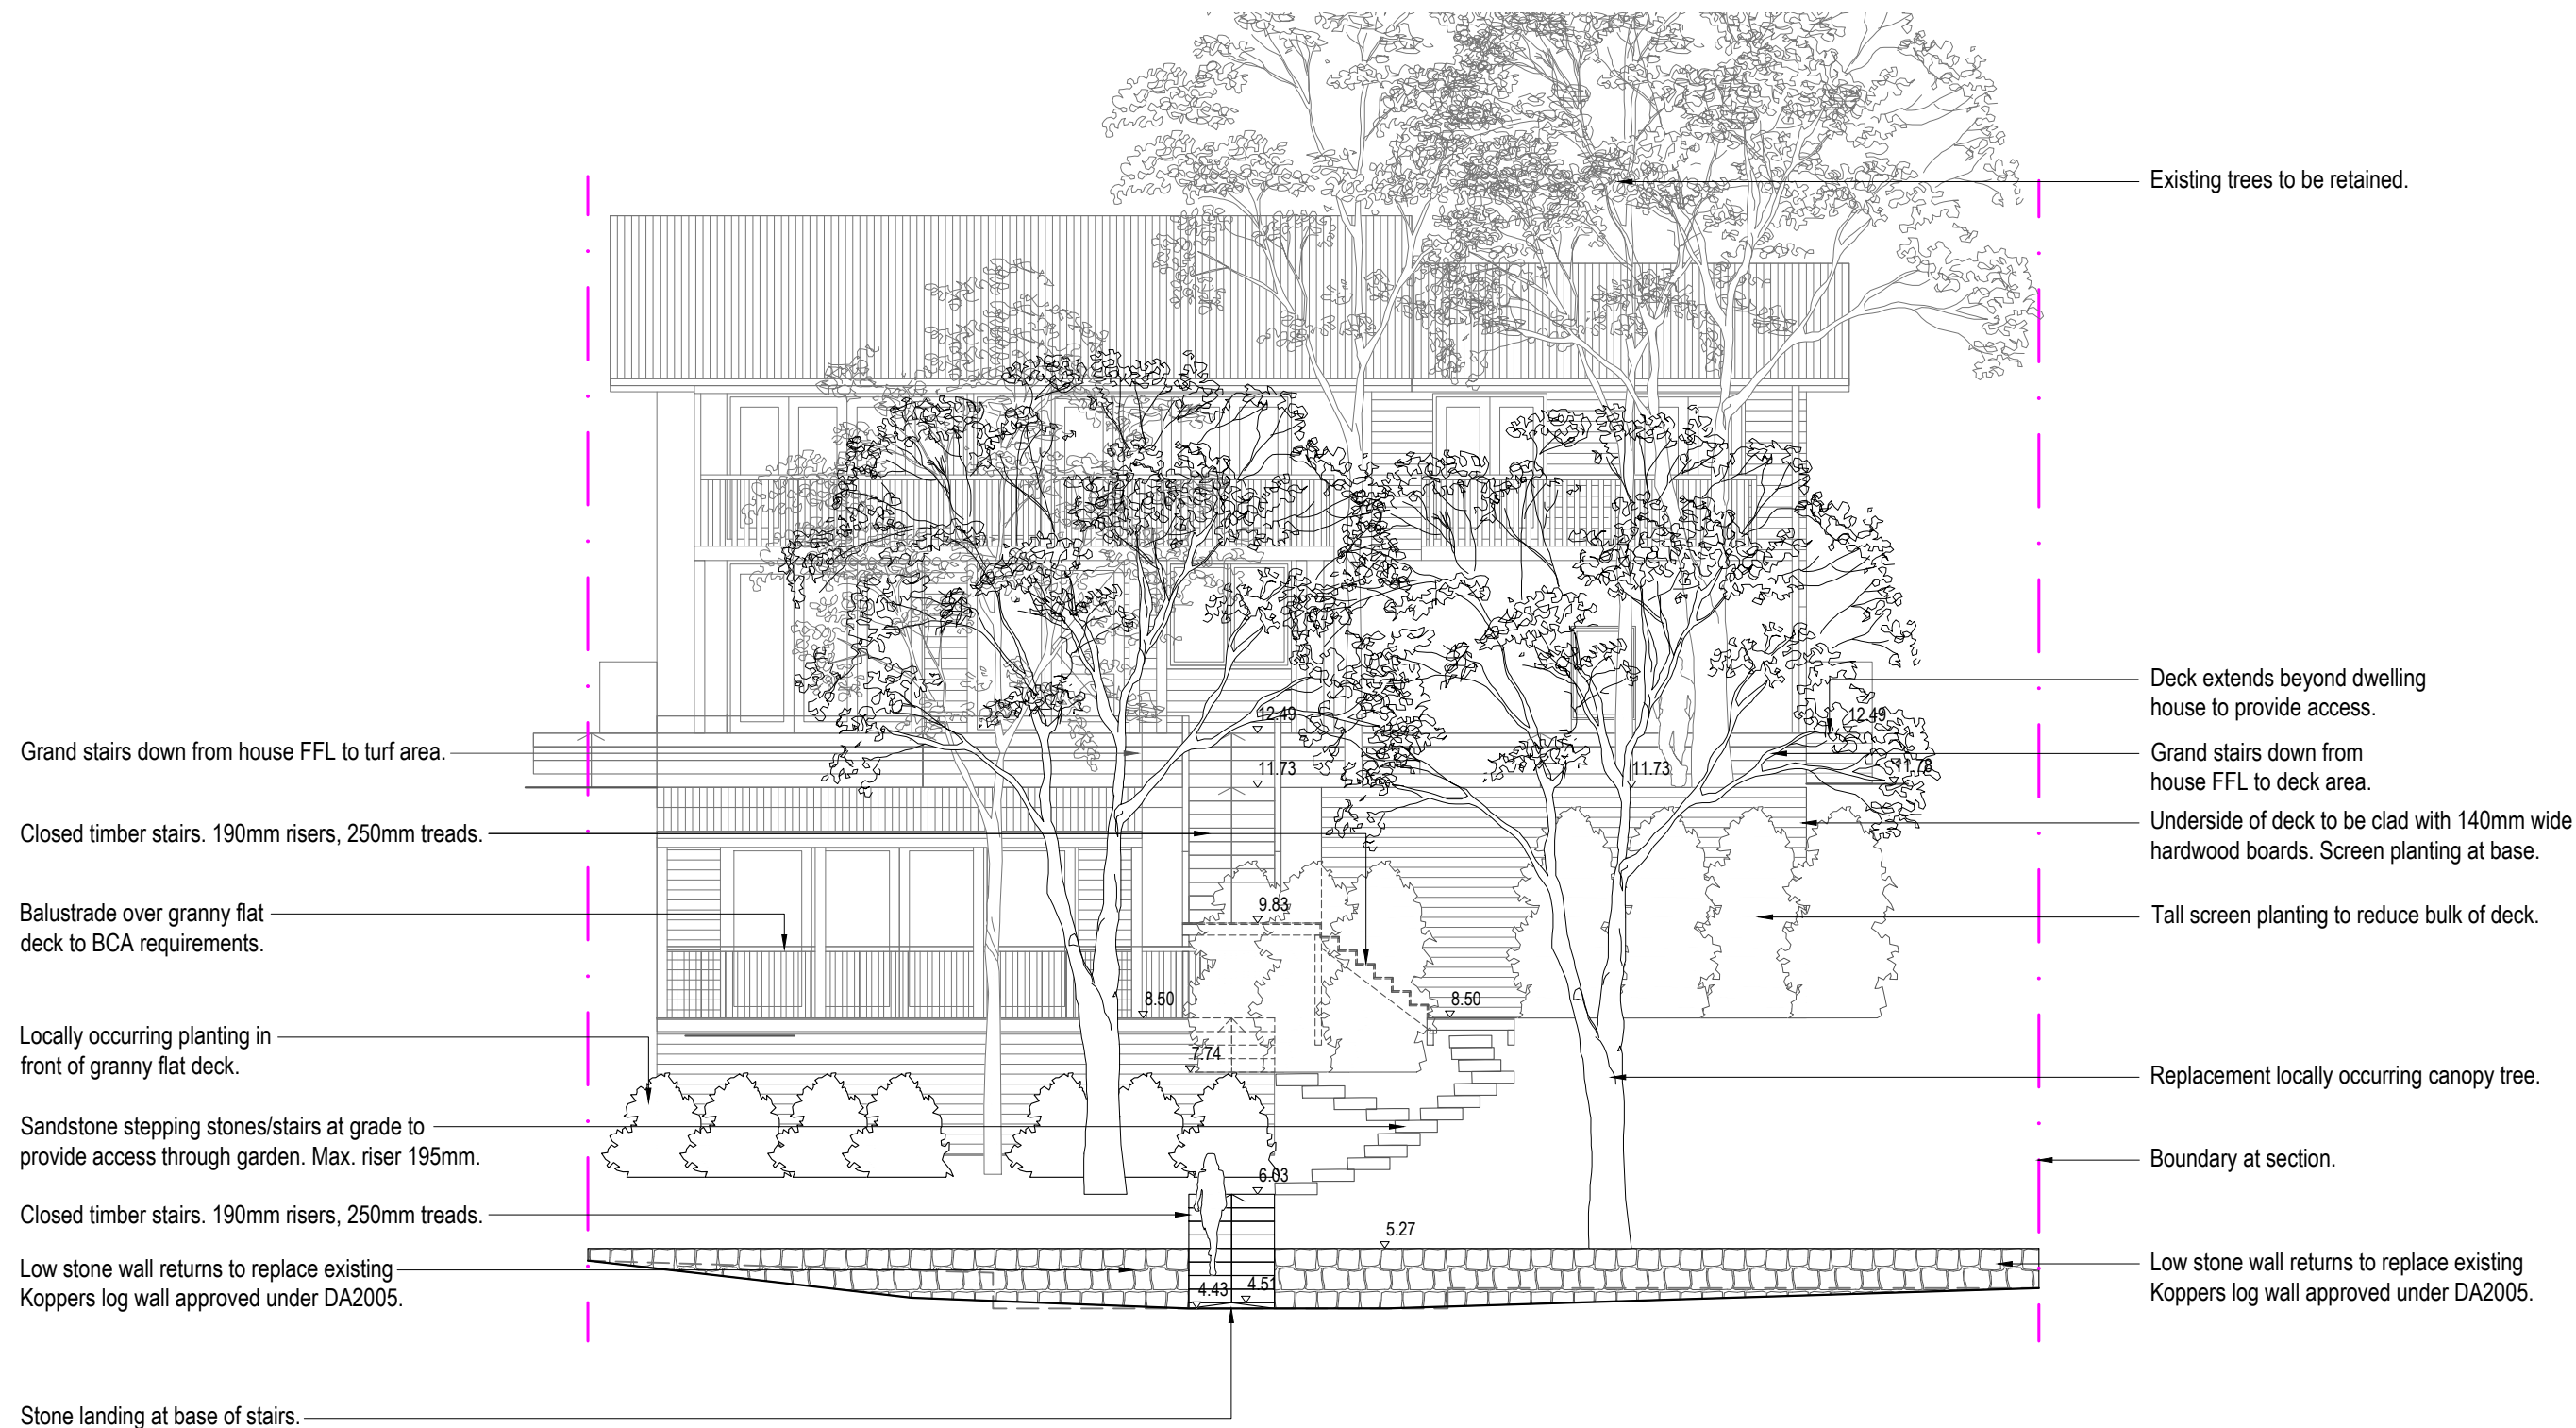 Existing trees to be retained.
Deck extends beyond dwelling
house to provide access.
12.49
12.49
Grand stairs down from house FFL to turf area.
Grand stairs down from
house FFL to deck area.
11.73
11.73
11.78
Closed timber stairs. 190mm risers, 250mm treads.
Underside of deck to be clad with 140mm wide
hardwood boards. Screen planting at base.
Balustrade over granny flat
deck to BCA requirements.
9.83
Tall screen planting to reduce bulk of deck.
8.50
8.50
Locally occurring planting in
front of granny flat deck.
7.74
Replacement locally occurring canopy tree.
Sandstone stepping stones/stairs at grade to
provide access through garden. Max. riser 195mm.
Boundary at section.
6.03
Closed timber stairs. 190mm risers, 250mm treads.
5.27
Low stone wall returns to replace existing
Koppers log wall approved under DA2005.
4.43
4.51
Low stone wall returns to replace existing
Koppers log wall approved under DA2005.
Stone landing at base of stairs.